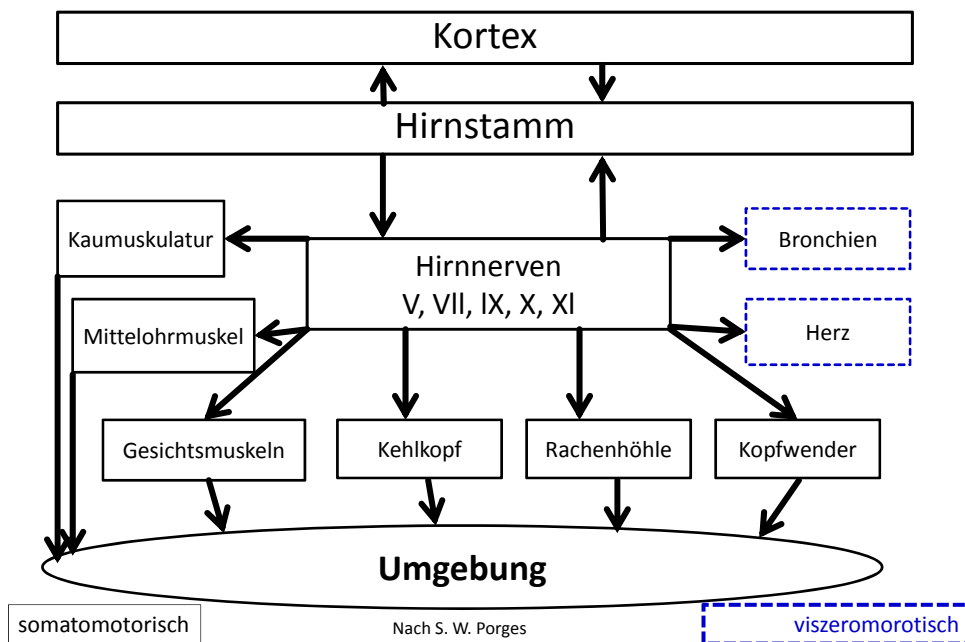 Kortex
Hirnstamm
Kaumuskulatur
Bronchien
Hirnnerven
V, Vll, lX, X, Xl
Mittelohrmuskel
Herz
Gesichtsmuskeln
Kehlkopf
Rachenhöhle
Kopfwender
Umgebung
somatomotorisch
Nach S. W. Porges
viszeromorotisch